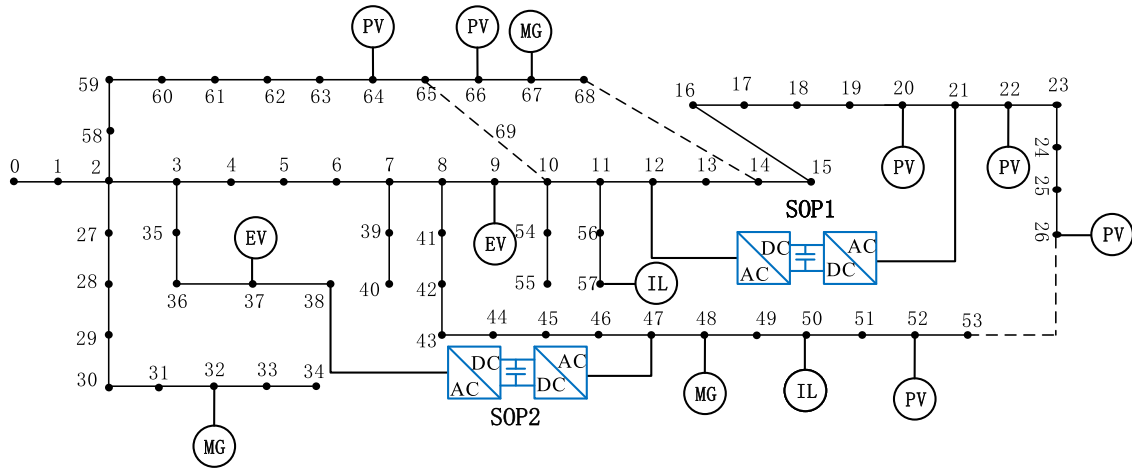 PV PV MG
59 60 61 62 63 64 65 66 67 68
16 17 18 19 20 21 22 23
58 69 24
PV PV
0 1 2 3 4 5 6 7 8 9 10 11 12 13 14 15
25
SOP1
27 35 EV 39 41 EV 54 56 26 PV
DC AC
AC DC
28 36 37 38 40 42 55 57 IL
29 43 44 45 46 47 48 49 50 51 52 53
DC AC
AC DC
30 31 32 33 34 MG IL PV
SOP2
MG